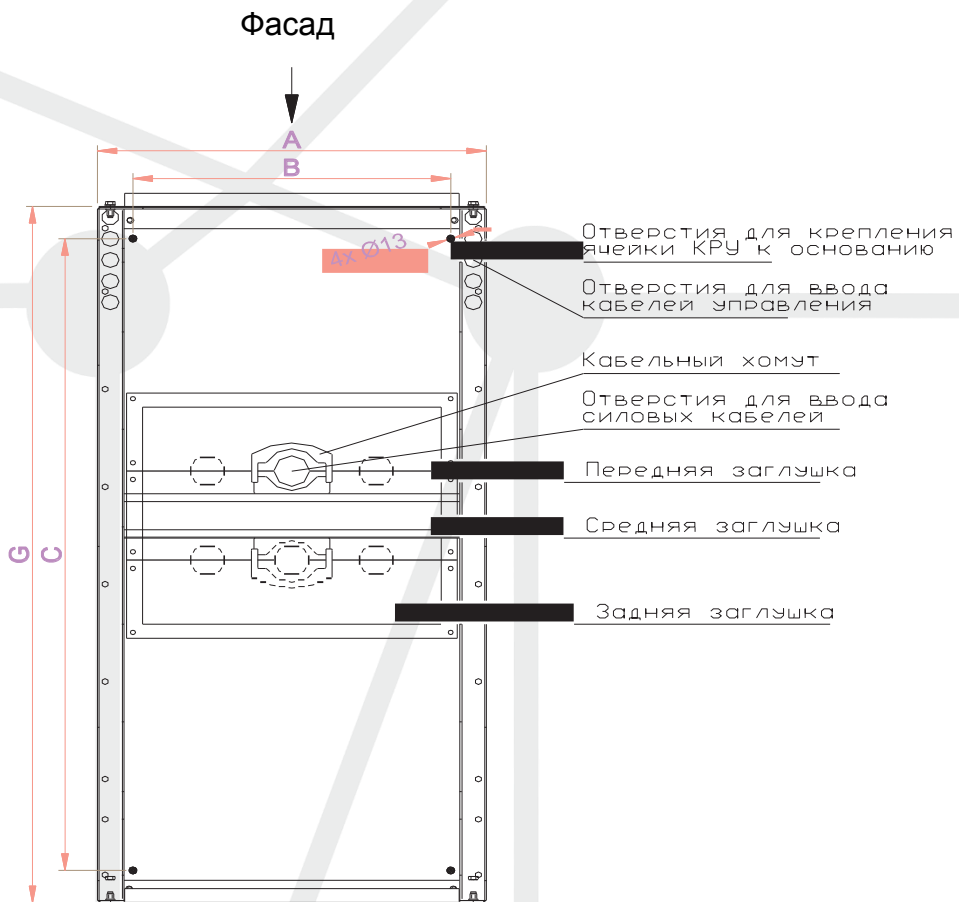 Фасад
A
B
4x Ø13
Отверстия для крепления
ячейки КРУ к основанию
Отверстия для ввода
кабелей управления
Кабельный хомут
Отверстия для ввода
силовых кабелей
Передняя заглушка
Средняя заглушка
G
C
Задняя заглушка